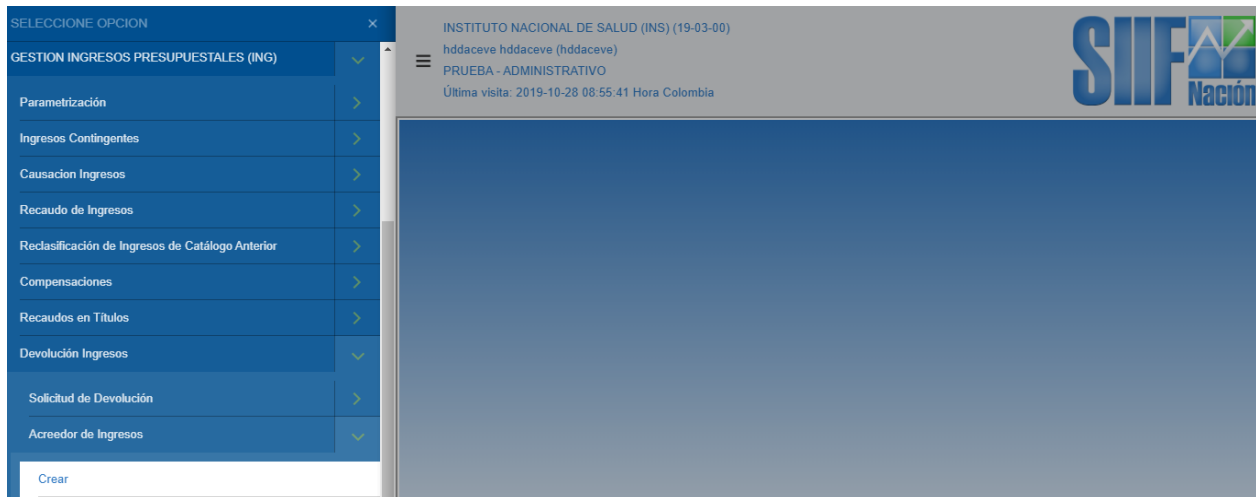 SELECCIONE OPCION ×
GESTION INGRESOS PRESUPUESTALES (ING)
Parametrización
Ingresos Contingentes
Causacion Ingresos
Recaudo de Ingresos
Reclasificación de Ingresos de Catálogo Anterior
Compensaciones
Recaudos en Títulos
Devolución Ingresos
Solicitud de Devolución
Acreedor de Ingresos
Crear
INSTITUTO NACIONAL DE SALUD (INS) (19-03-00)
hddaceve hddaceve (hddaceve)
PRUEBA - ADMINISTRATIVO
Última visita: 2019-10-28 08:55:41 Hora Colombia
SIIF
Nación